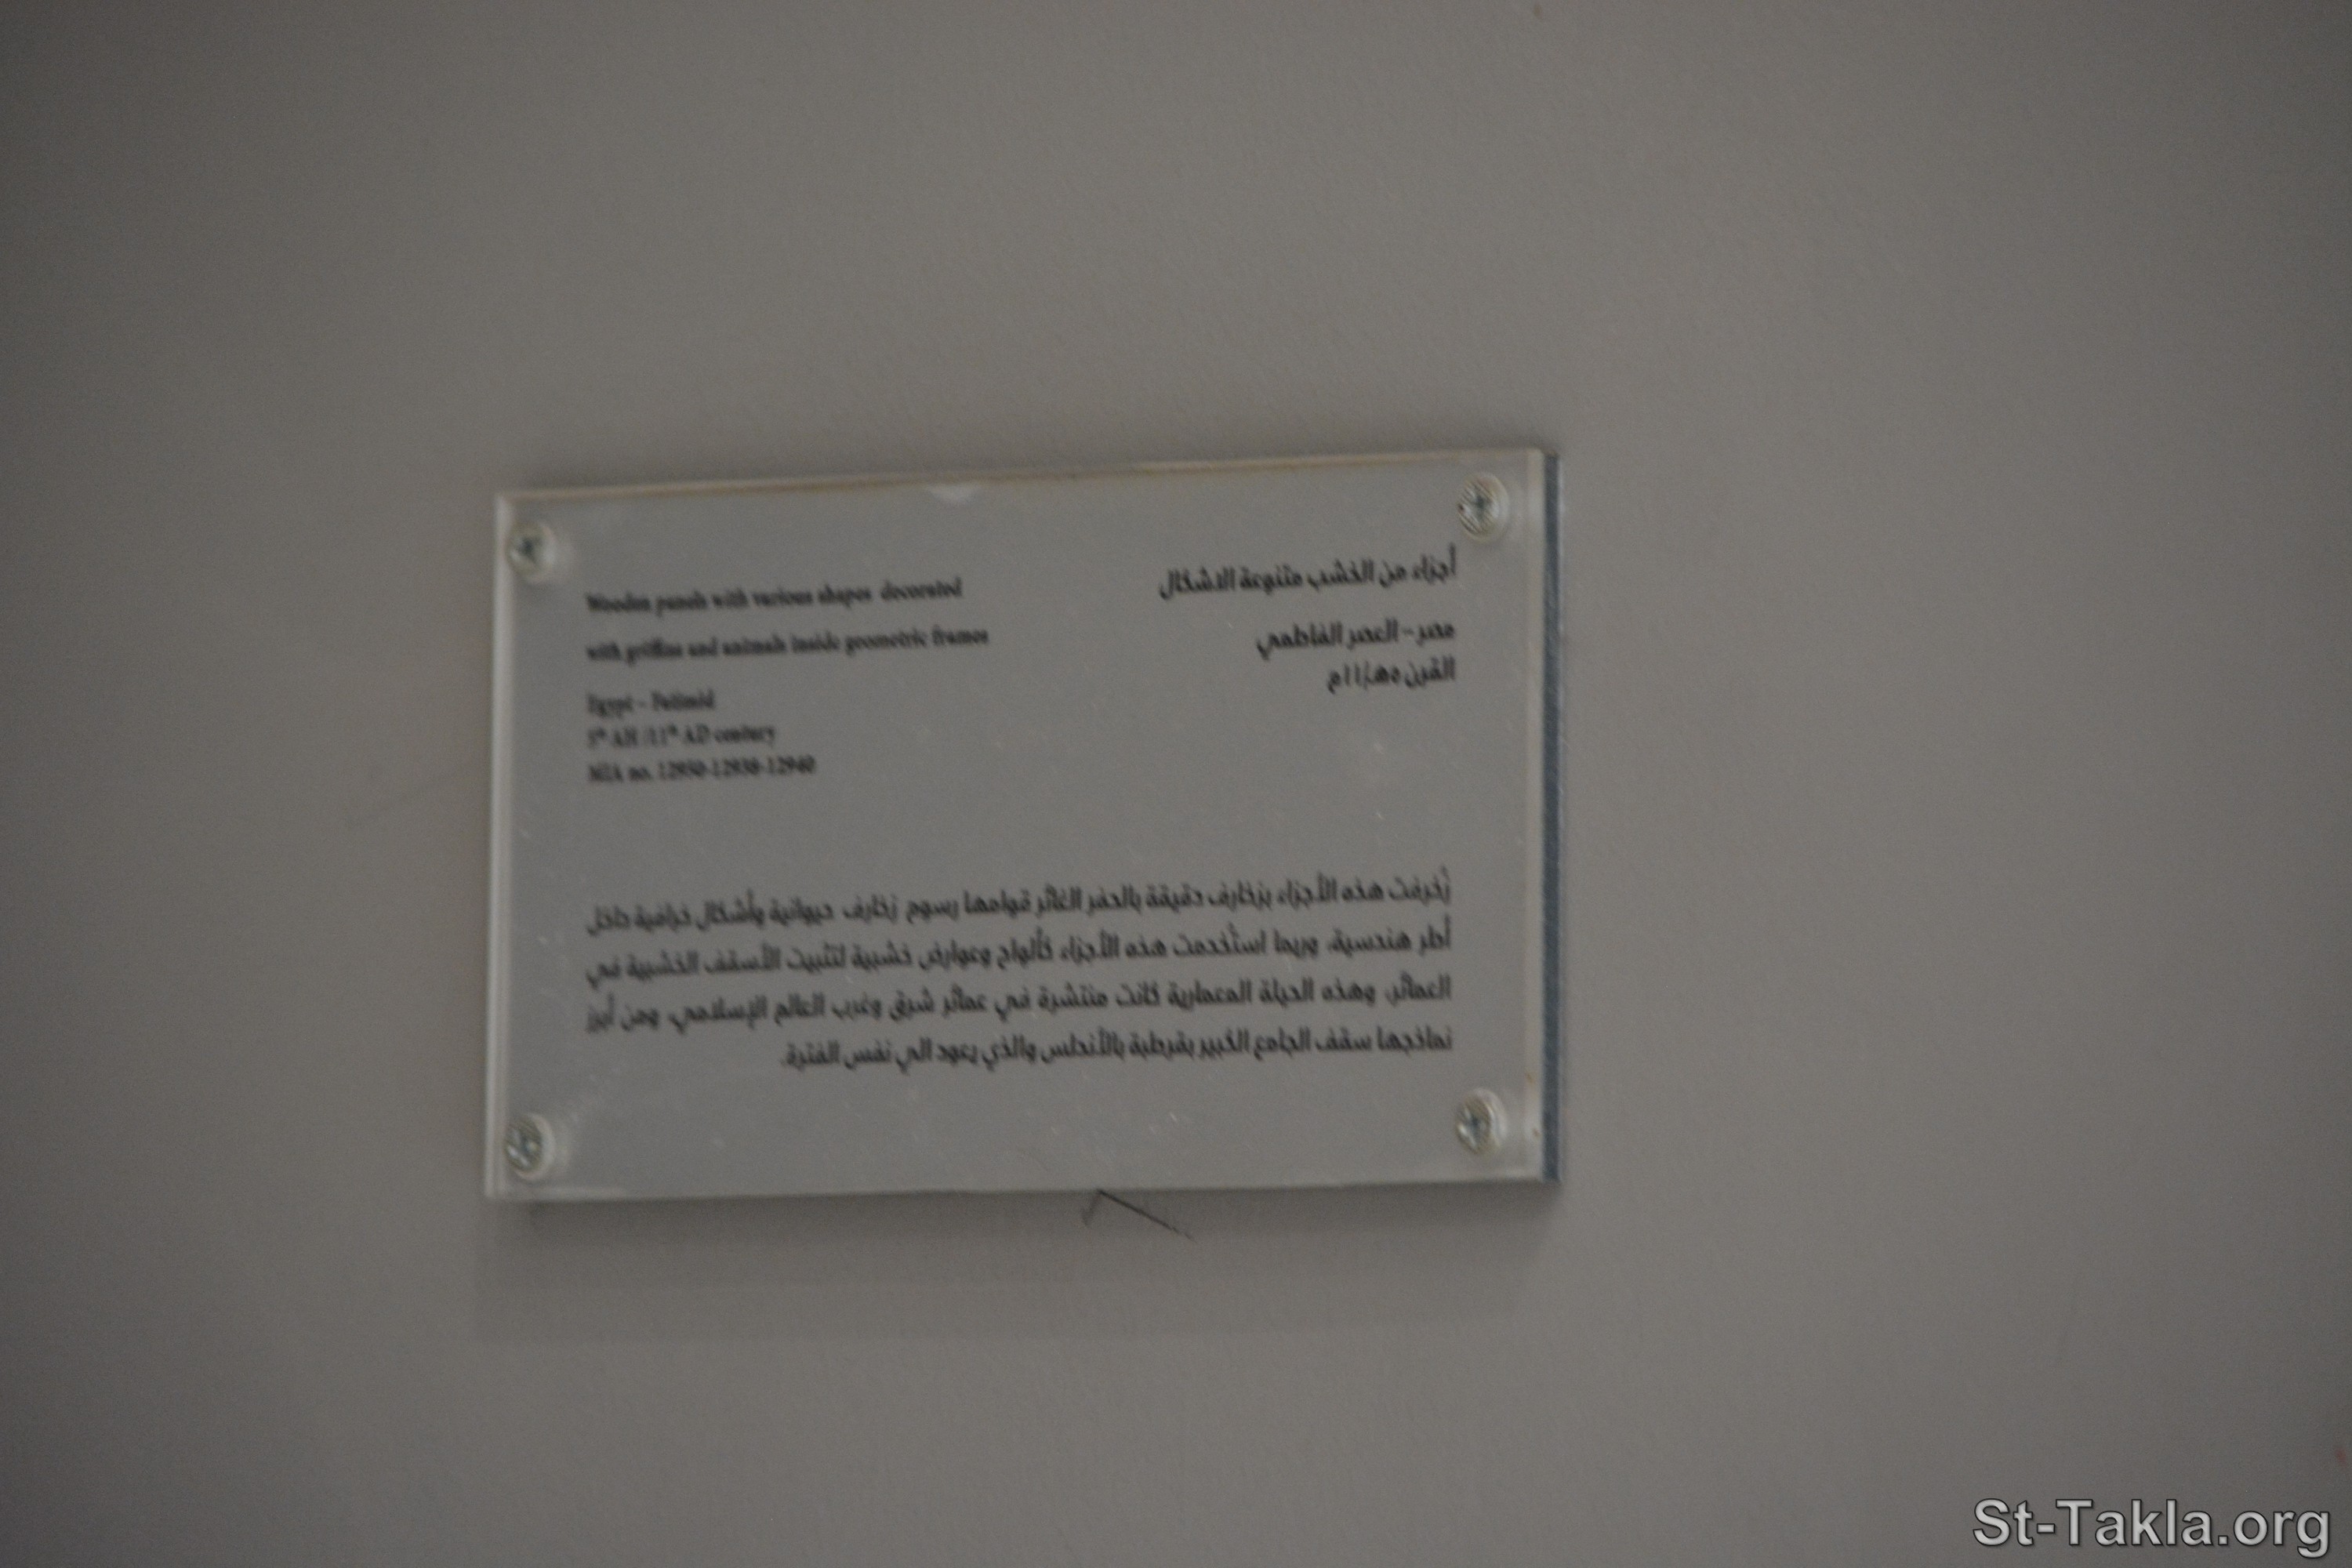 أجزاء من الخشب متنوعة الاشكال
مصر - العصر الفاطمي
القرن ٥هـ/١١م
Wooden panels with various shapes decorated
with griffins and animals inside geometric frames
Egypt - Fatimid
5th AH /11th AD century
MIA no. 12950-12938-12940
زُخرفت هذه الأجزاء بزخارف دقيقة بالحفر الغائر قوامها رسوم زخارف حيوانية وأشكال خرافية داخل
أطر هندسية، وربما استُخدمت هذه الأجزاء كألواح وعوارض خشبية لتثبيت الأسقف الخشبية في
العمائر، وهذه الحيلة المعمارية كانت منتشرة في عمائر شرق وغرب العالم الإسلامي، ومن أبرز
نماذجها سقف الجامع الكبير بقرطبة بالأندلس والذي يعود الي نفس الفترة.
St-Takla.org